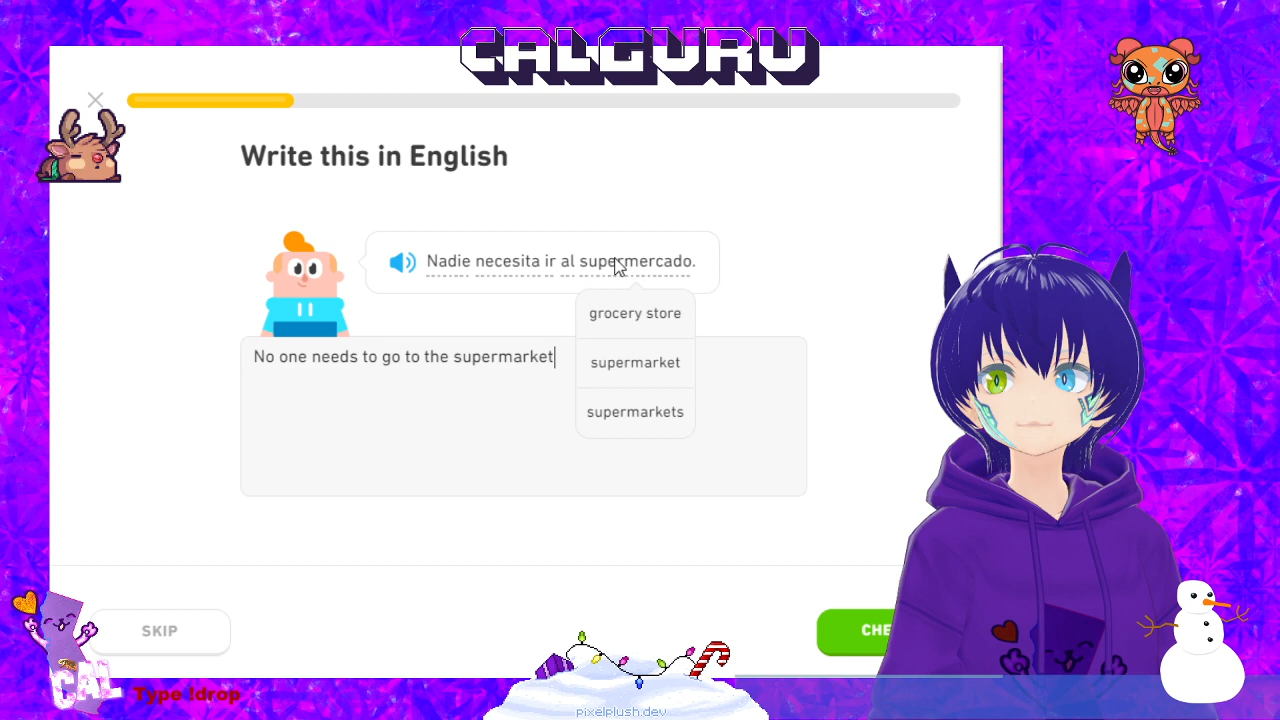 CALGURU
Write this in English
Nadie necesita ir al supermercado.
grocery store
No one needs to go to the supermarket
supermarket
supermarkets
SKIP
CHE
CAL
Type !drop
pixelplush.dev